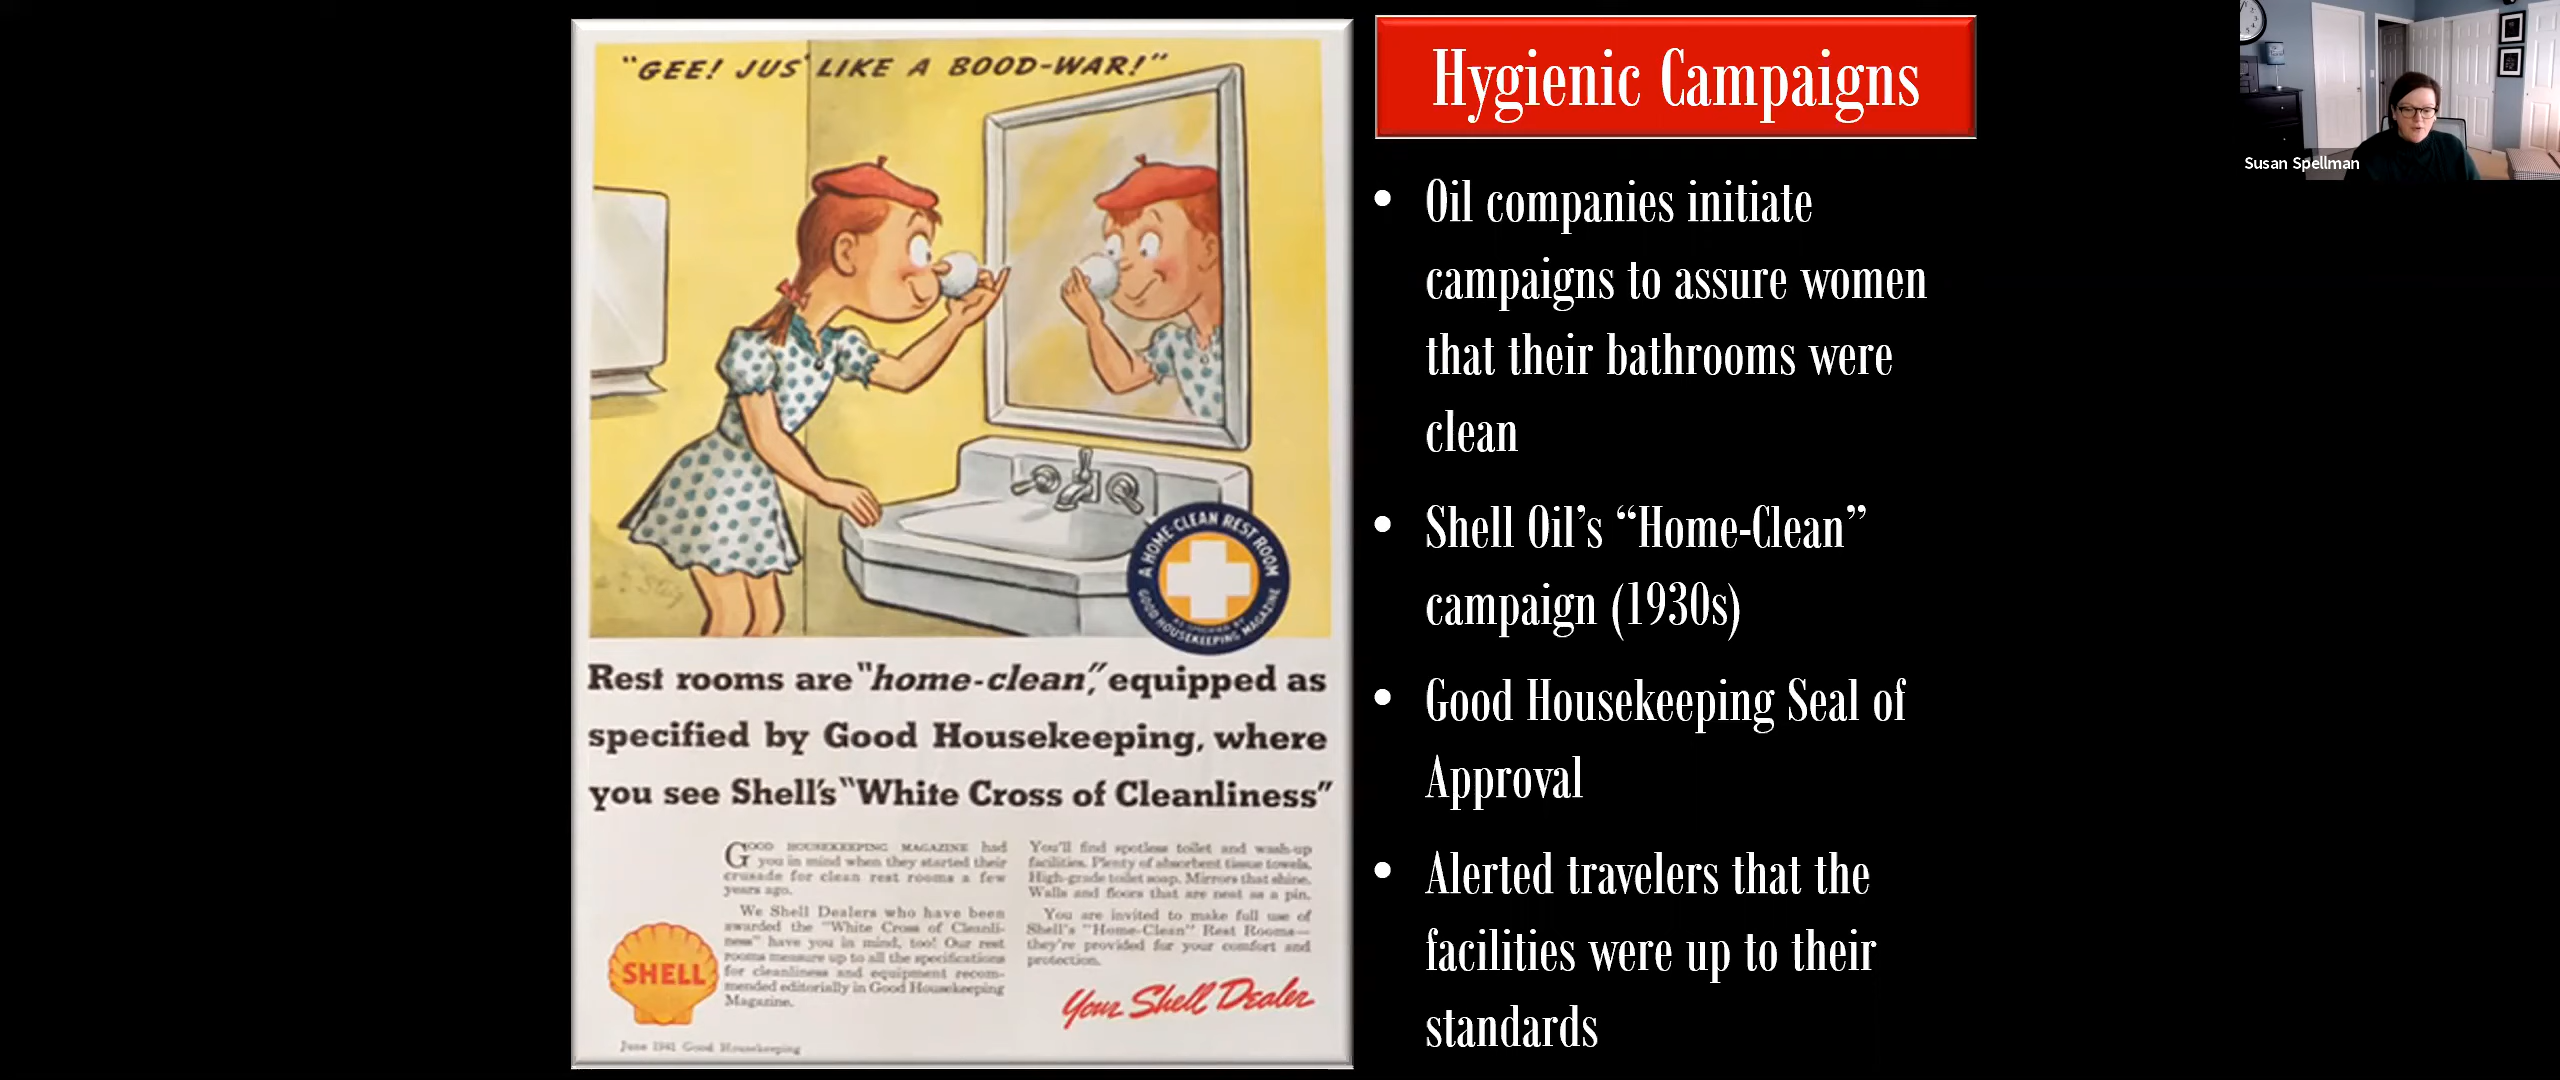 "GEE! JUS' LIKE A BOOD-WAR!"
A HOME-CLEAN REST ROOM
AS SPECIFIED BY
GOOD HOUSEKEEPING MAGAZINE
Rest rooms are "home-clean", equipped as
specified by Good Housekeeping, where
you see Shell's "White Cross of Cleanliness"
GOOD HOUSEKEEPING MAGAZINE had
you in mind when they started their
crusade for clean rest rooms a few
years ago.
We Shell Dealers who have been
awarded the "White Cross of Cleanli-
ness" have you in mind, too! Our rest
rooms measure up to all the specifications
for cleanliness and equipment recom-
mended editorially in Good Housekeeping
Magazine.
You'll find spotless toilet and wash-up
facilities. Plenty of absorbent tissue towels.
High-grade toilet soap. Mirrors that shine.
Walls and floors that are neat as a pin.
You are invited to make full use of
Shell's "Home-Clean" Rest Rooms—
they're provided for your comfort and
protection.
SHELL
Your Shell Dealer
June 1941 Good Housekeeping
Hygienic Campaigns
• Oil companies initiate
campaigns to assure women
that their bathrooms were
clean
• Shell Oil's “Home-Clean”
campaign (1930s)
• Good Housekeeping Seal of
Approval
• Alerted travelers that the
facilities were up to their
standards
Susan Spellman